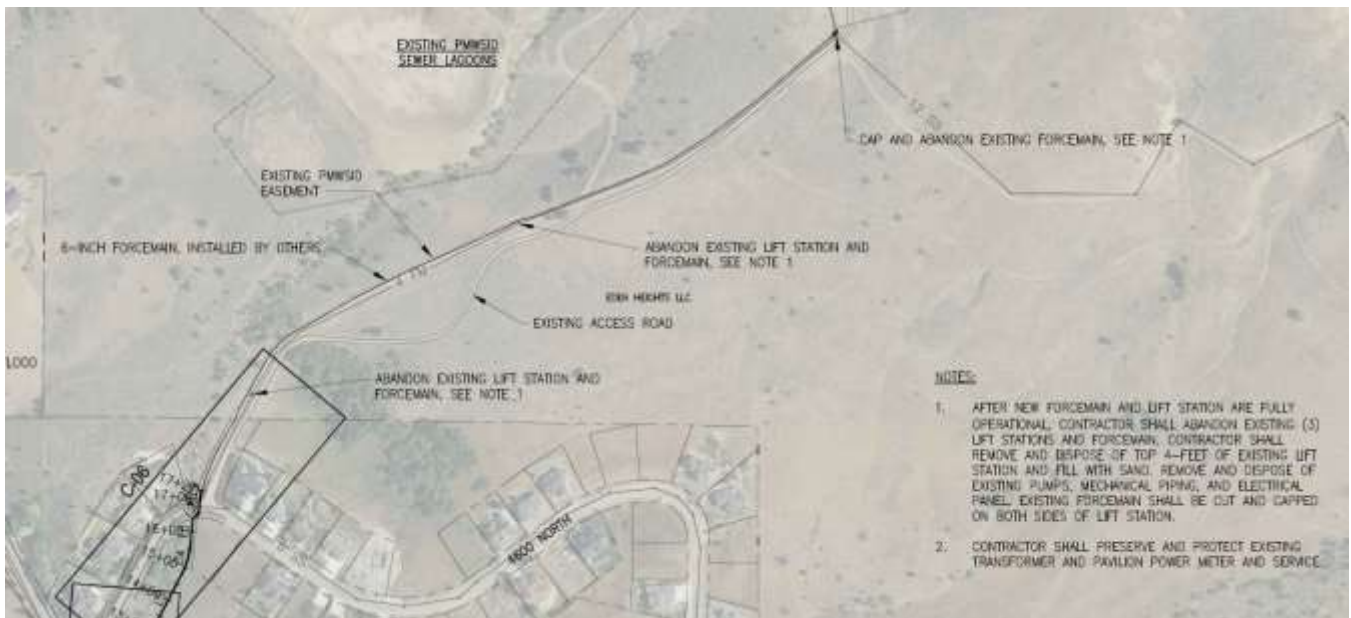 EXISTING PMWSID
SEWER LAGOONS
CAP AND ABANDON EXISTING FORCEMAIN, SEE NOTE 1
EXISTING PMWSID
EASEMENT
6-INCH FORCEMAIN, INSTALLED BY OTHERS
ABANDON EXISTING LIFT STATION AND
FORCEMAIN, SEE NOTE 1
EDEN HEIGHTS LLC
EXISTING ACCESS ROAD
ABANDON EXISTING LIFT STATION AND
FORCEMAIN, SEE NOTE 1
C-06
1600 NORTH
NOTES:
1. AFTER NEW FORCEMAIN AND LIFT STATION ARE FULLY
OPERATIONAL, CONTRACTOR SHALL ABANDON EXISTING (3)
LIFT STATIONS AND FORCEMAIN. CONTRACTOR SHALL
REMOVE AND DISPOSE OF TOP 4-FEET OF EXISTING LIFT
STATION AND FILL WITH SAND. REMOVE AND DISPOSE OF
EXISTING PUMPS, MECHANICAL PIPING, AND ELECTRICAL
PANEL. EXISTING FORCEMAIN SHALL BE CUT AND CAPPED
ON BOTH SIDES OF LIFT STATION.
2. CONTRACTOR SHALL PRESERVE AND PROTECT EXISTING
TRANSFORMER AND PAVILION POWER METER AND SERVICE.